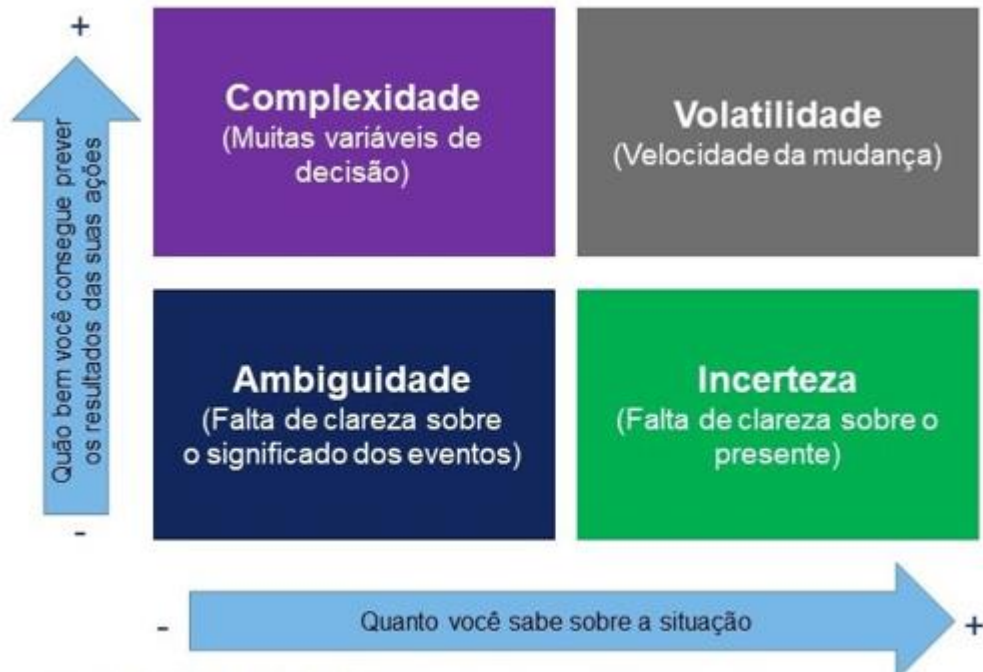 +
Quão bem você consegue prever
os resultados das suas ações
-
Complexidade
(Muitas variáveis de
decisão)
Volatilidade
(Velocidade da mudança)
Ambiguidade
(Falta de clareza sobre
o significado dos eventos)
Incerteza
(Falta de clareza sobre o
presente)
-
Quanto você sabe sobre a situação
+